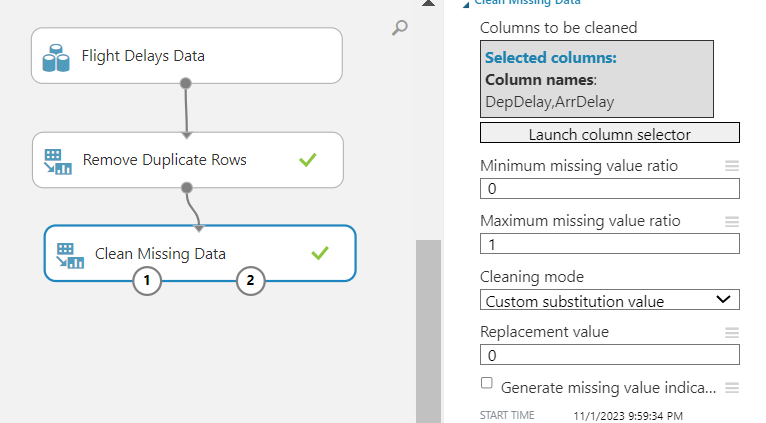 Flight Delays Data
Remove Duplicate Rows
Clean Missing Data
1
2
Clean Missing Data
Columns to be cleaned
Selected columns:
Column names:
DepDelay,ArrDelay
Launch column selector
Minimum missing value ratio
0
Maximum missing value ratio
1
Cleaning mode
Custom substitution value
Replacement value
0
Generate missing value indica...
START TIME 11/1/2023 9:59:34 PM